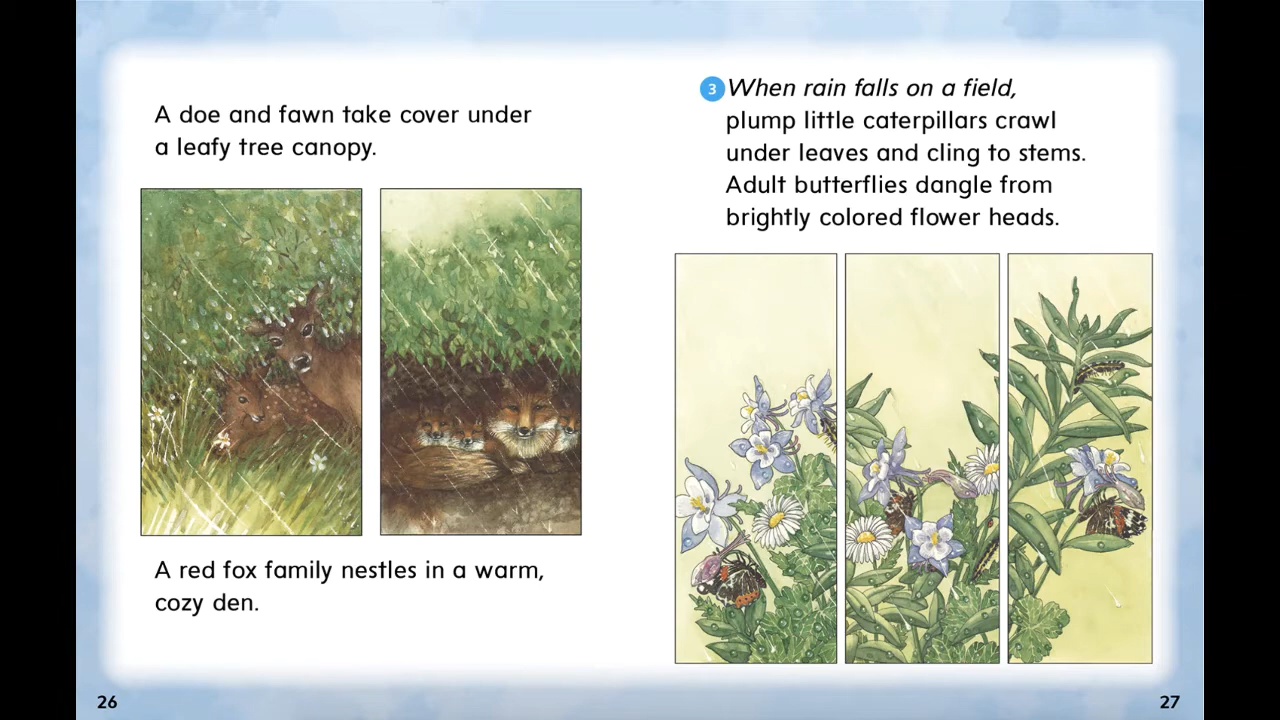 A doe and fawn take cover under
a leafy tree canopy.
A red fox family nestles in a warm,
cozy den.
26
3 When rain falls on a field,
plump little caterpillars crawl
under leaves and cling to stems.
Adult butterflies dangle from
brightly colored flower heads.
27